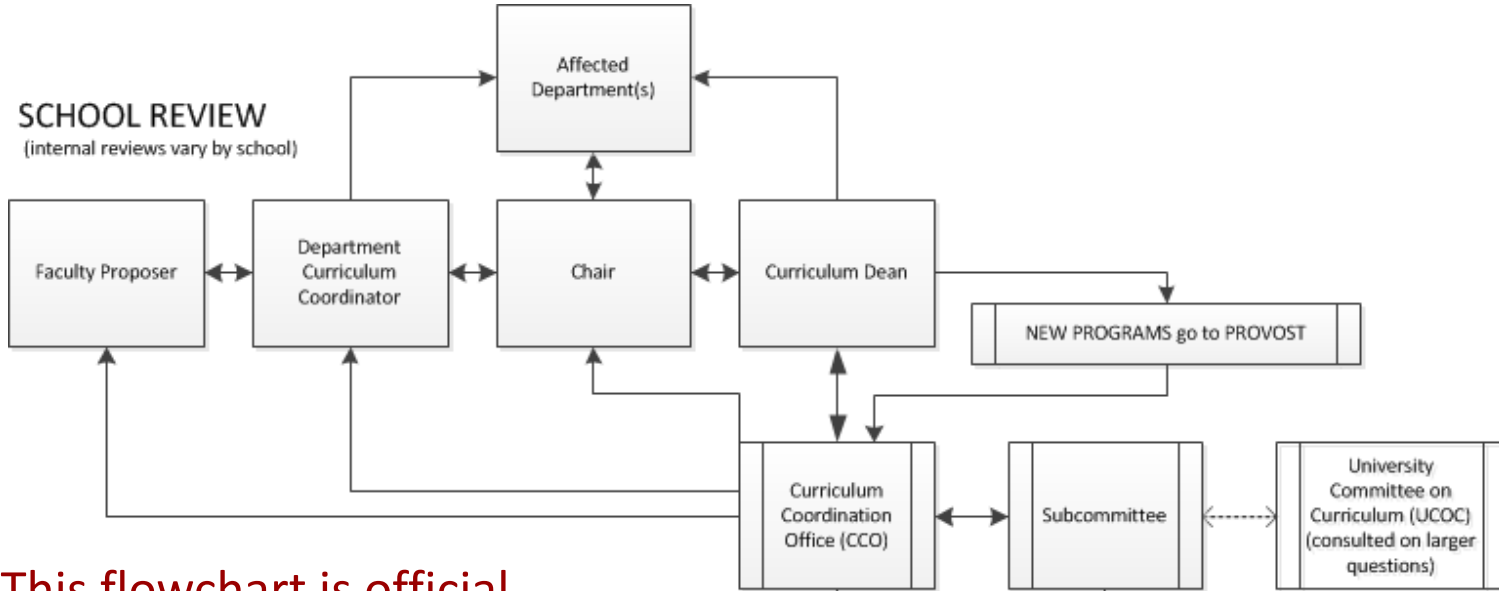 Affected
Department(s)
SCHOOL REVIEW
(internal reviews vary by school)
Faculty Proposer
Department
Curriculum
Coordinator
Chair
Curriculum Dean
NEW PROGRAMS go to PROVOST
Curriculum
Coordination
Office (CCO)
Subcommittee
University
Committee on
Curriculum (UCOC)
(consulted on larger
questions)
This flowchart is official